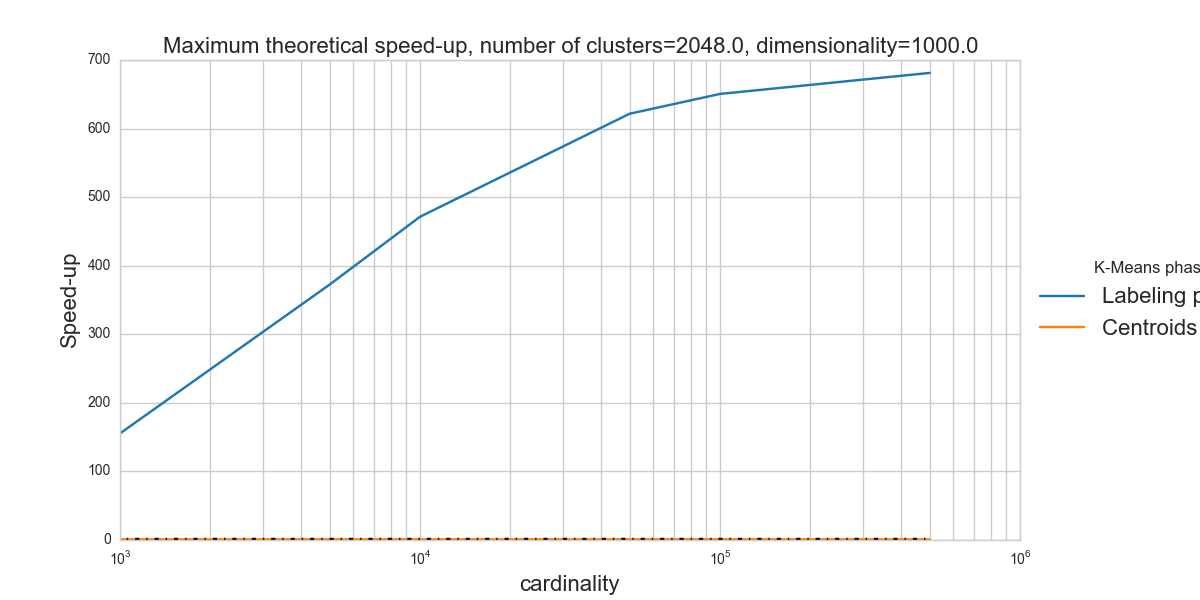 Maximum theoretical speed-up, number of clusters=2048.0, dimensionality=1000.0
700
600
500
400
300
200
100
0
Speed-up
10³
10⁴
10⁵
10⁶
cardinality
K-Means phas
Labeling p
Centroids